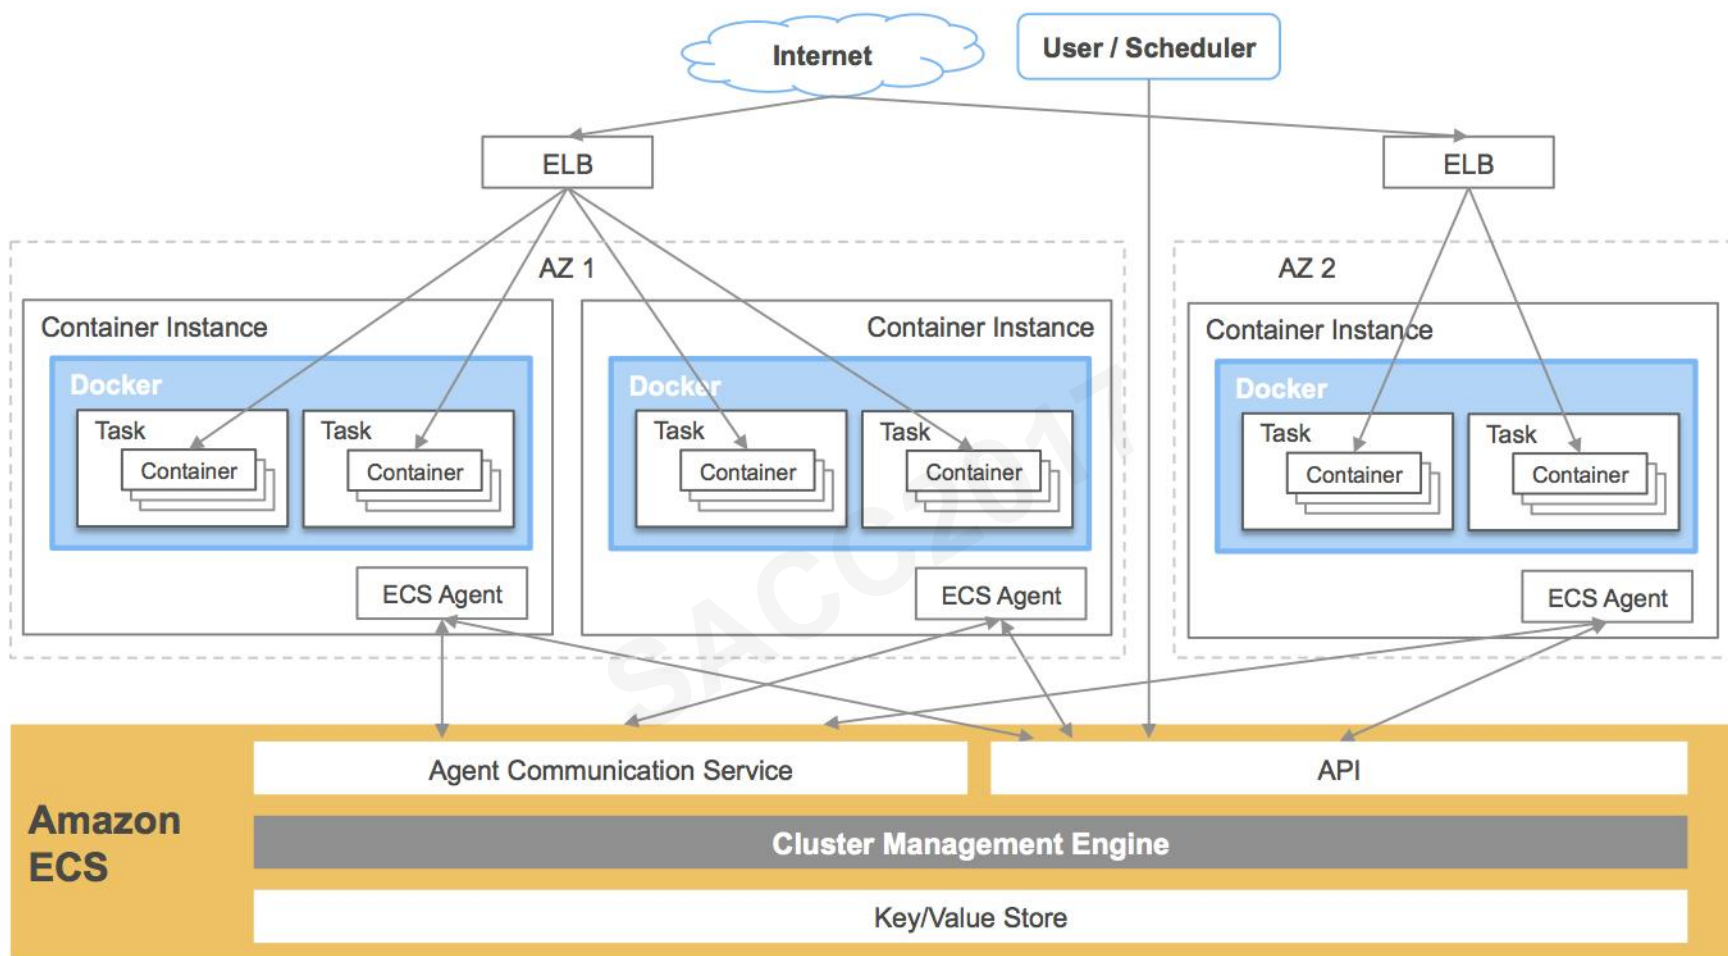 Internet
User / Scheduler
ELB
ELB
AZ 1
AZ 2
Container Instance
Container Instance
Container Instance
Docker
Docker
Docker
Task
Task
Task
Task
Task
Task
Container
Container
Container
Container
Container
Container
ECS Agent
ECS Agent
ECS Agent
SACC2017
Agent Communication Service
API
Amazon
ECS
Cluster Management Engine
Key/Value Store